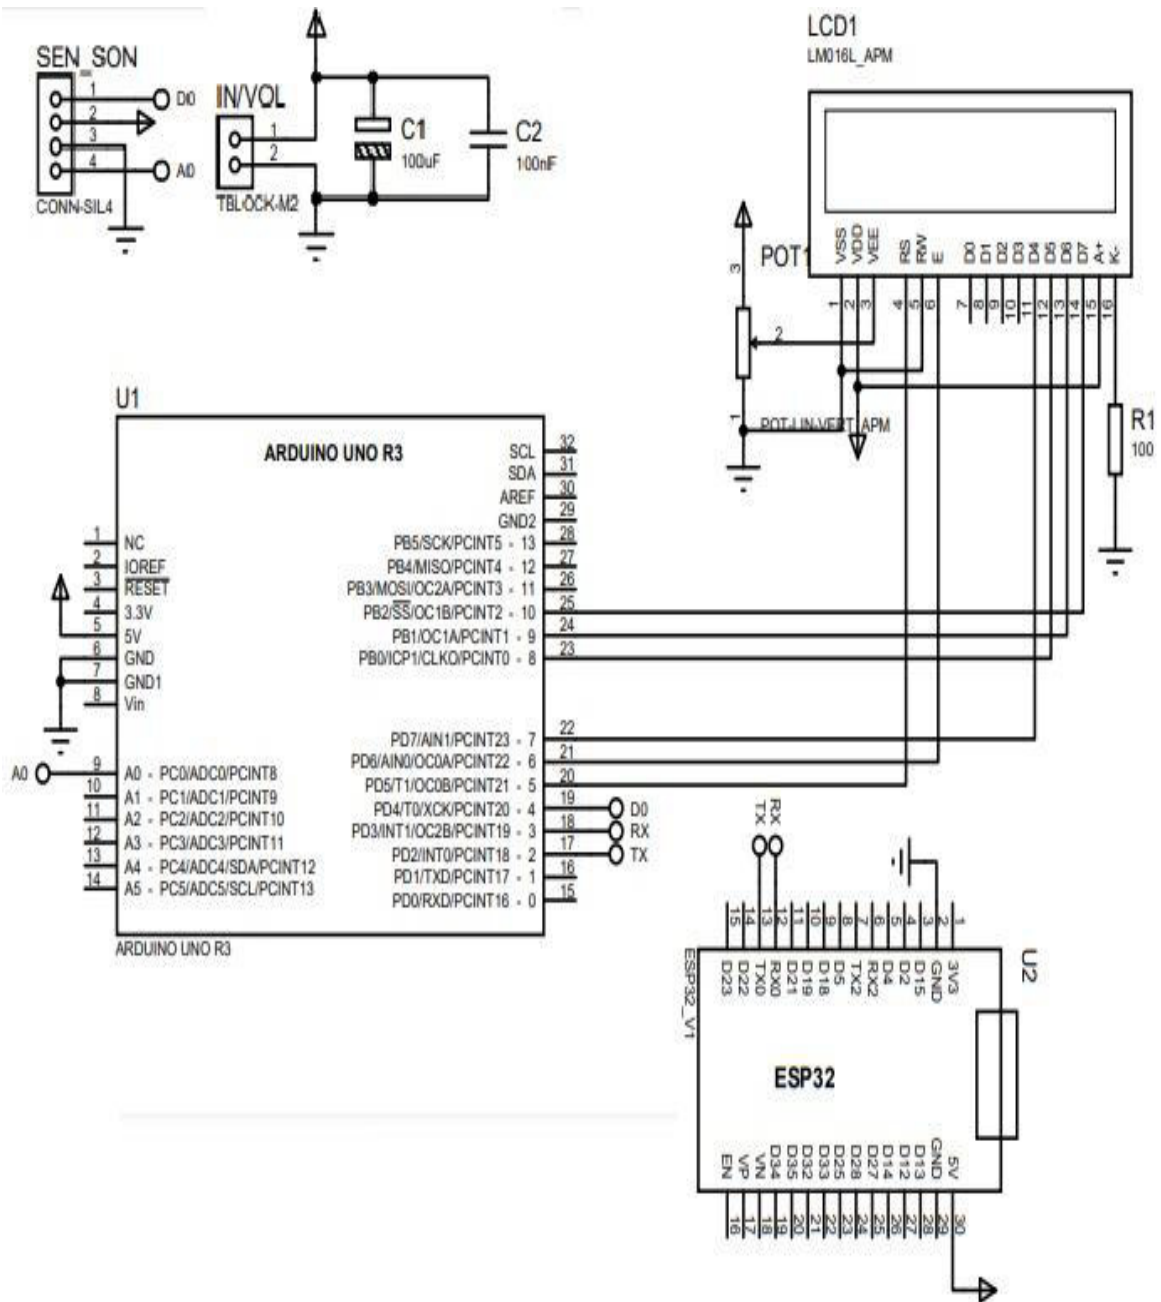 SEN_SON
1
2
3
4
D0
A0
CONN-SIL4
IN/VOL
1
2
TBLOCK-M2
C1
100uF
C2
100nF
LCD1
LM016L_APM
VSS
VDD
VEE
RS
RW
E
D0
D1
D2
D3
D4
D5
D6
D7
A+
K-
1
2
3
4
5
6
7
8
9
10
11
12
13
14
15
16
POT1
3
2
1
POT-LIN-VERT_APM
R1
100
U1
ARDUINO UNO R3
1 NC
2 IOREF
3 RESET
4 3.3V
5 5V
6 GND
7 GND1
8 Vin
A0
9 A0 - PC0/ADC0/PCINT8
10 A1 - PC1/ADC1/PCINT9
11 A2 - PC2/ADC2/PCINT10
12 A3 - PC3/ADC3/PCINT11
13 A4 - PC4/ADC4/SDA/PCINT12
14 A5 - PC5/ADC5/SCL/PCINT13
SCL 32
SDA 31
AREF 30
GND2 29
PB5/SCK/PCINT5 - 13 28
PB4/MISO/PCINT4 - 12 27
PB3/MOSI/OC2A/PCINT3 - 11 26
PB2/SS/OC1B/PCINT2 - 10 25
PB1/OC1A/PCINT1 - 9 24
PB0/ICP1/CLKO/PCINT0 - 8 23
PD7/AIN1/PCINT23 - 7 22
PD6/AIN0/OC0A/PCINT22 - 6 21
PD5/T1/OC0B/PCINT21 - 5 20
PD4/T0/XCK/PCINT20 - 4 19 D0
PD3/INT1/OC2B/PCINT19 - 3 18 RX
PD2/INT0/PCINT18 - 2 17 TX
PD1/TXD/PCINT17 - 1 16
PD0/RXD/PCINT16 - 0 15
ARDUINO UNO R3
TX
RX
15
14
13
12
11
10
9
8
7
6
5
4
3
2
1
D23
D22
TX0
RX0
D21
D19
D18
D5
TX2
RX2
D4
D2
D15
GND
3V3
U2
ESP32_V1
ESP32
EN
VP
VN
D34
D35
D32
D33
D25
D28
D27
D14
D12
D13
GND
5V
16
17
18
19
20
21
22
23
24
25
26
27
28
29
30